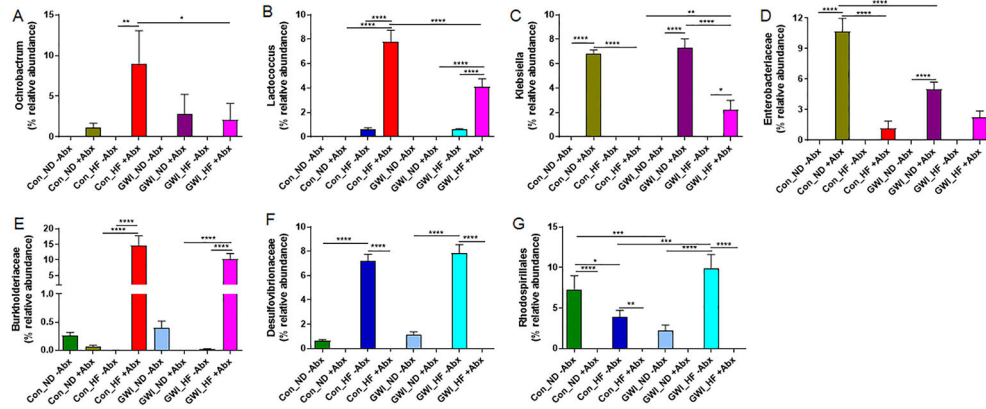 A
Ochrobactrum
(% relative abundance)
15
10
5
0
**
*
Con_ND -Abx
Con_ND +Abx
Con_HF -Abx
Con_HF +Abx
GWI_ND -Abx
GWI_ND +Abx
GWI_HF -Abx
GWI_HF +Abx
B
Lactococcus
(% relative abundance)
10
8
6
4
2
0
****
****
****
****
****
Con_ND -Abx
Con_ND +Abx
Con_HF -Abx
Con_HF +Abx
GWI_ND -Abx
GWI_ND +Abx
GWI_HF -Abx
GWI_HF +Abx
C
Klebsiella
(% relative abundance)
10
8
6
4
2
0
**
****
****
****
****
*
Con_ND -Abx
Con_ND +Abx
Con_HF -Abx
Con_HF +Abx
GWI_ND -Abx
GWI_ND +Abx
GWI_HF -Abx
GWI_HF +Abx
D
Enterobacteriaceae
(% relative abundance)
12
9
6
3
0
****
****
****
****
Con_ND -Abx
Con_ND +Abx
Con_HF -Abx
Con_HF +Abx
GWI_ND -Abx
GWI_ND +Abx
GWI_HF -Abx
GWI_HF +Abx
E
Burkholderiaceae
(% relative abundance)
20
15
10
5
1.0
0.5
0.0
****
****
****
****
Con_ND -Abx
Con_ND +Abx
Con_HF -Abx
Con_HF +Abx
GWI_ND -Abx
GWI_ND +Abx
GWI_HF -Abx
GWI_HF +Abx
F
Desulfovibrionaceae
(% relative abundance)
10
8
6
4
2
0
****
****
****
****
Con_ND -Abx
Con_ND +Abx
Con_HF -Abx
Con_HF +Abx
GWI_ND -Abx
GWI_ND +Abx
GWI_HF -Abx
GWI_HF +Abx
G
Rhodospirillales
(% relative abundance)
15
10
5
0
***
***
*
****
****
****
**
Con_ND -Abx
Con_ND +Abx
Con_HF -Abx
Con_HF +Abx
GWI_ND -Abx
GWI_ND +Abx
GWI_HF -Abx
GWI_HF +Abx